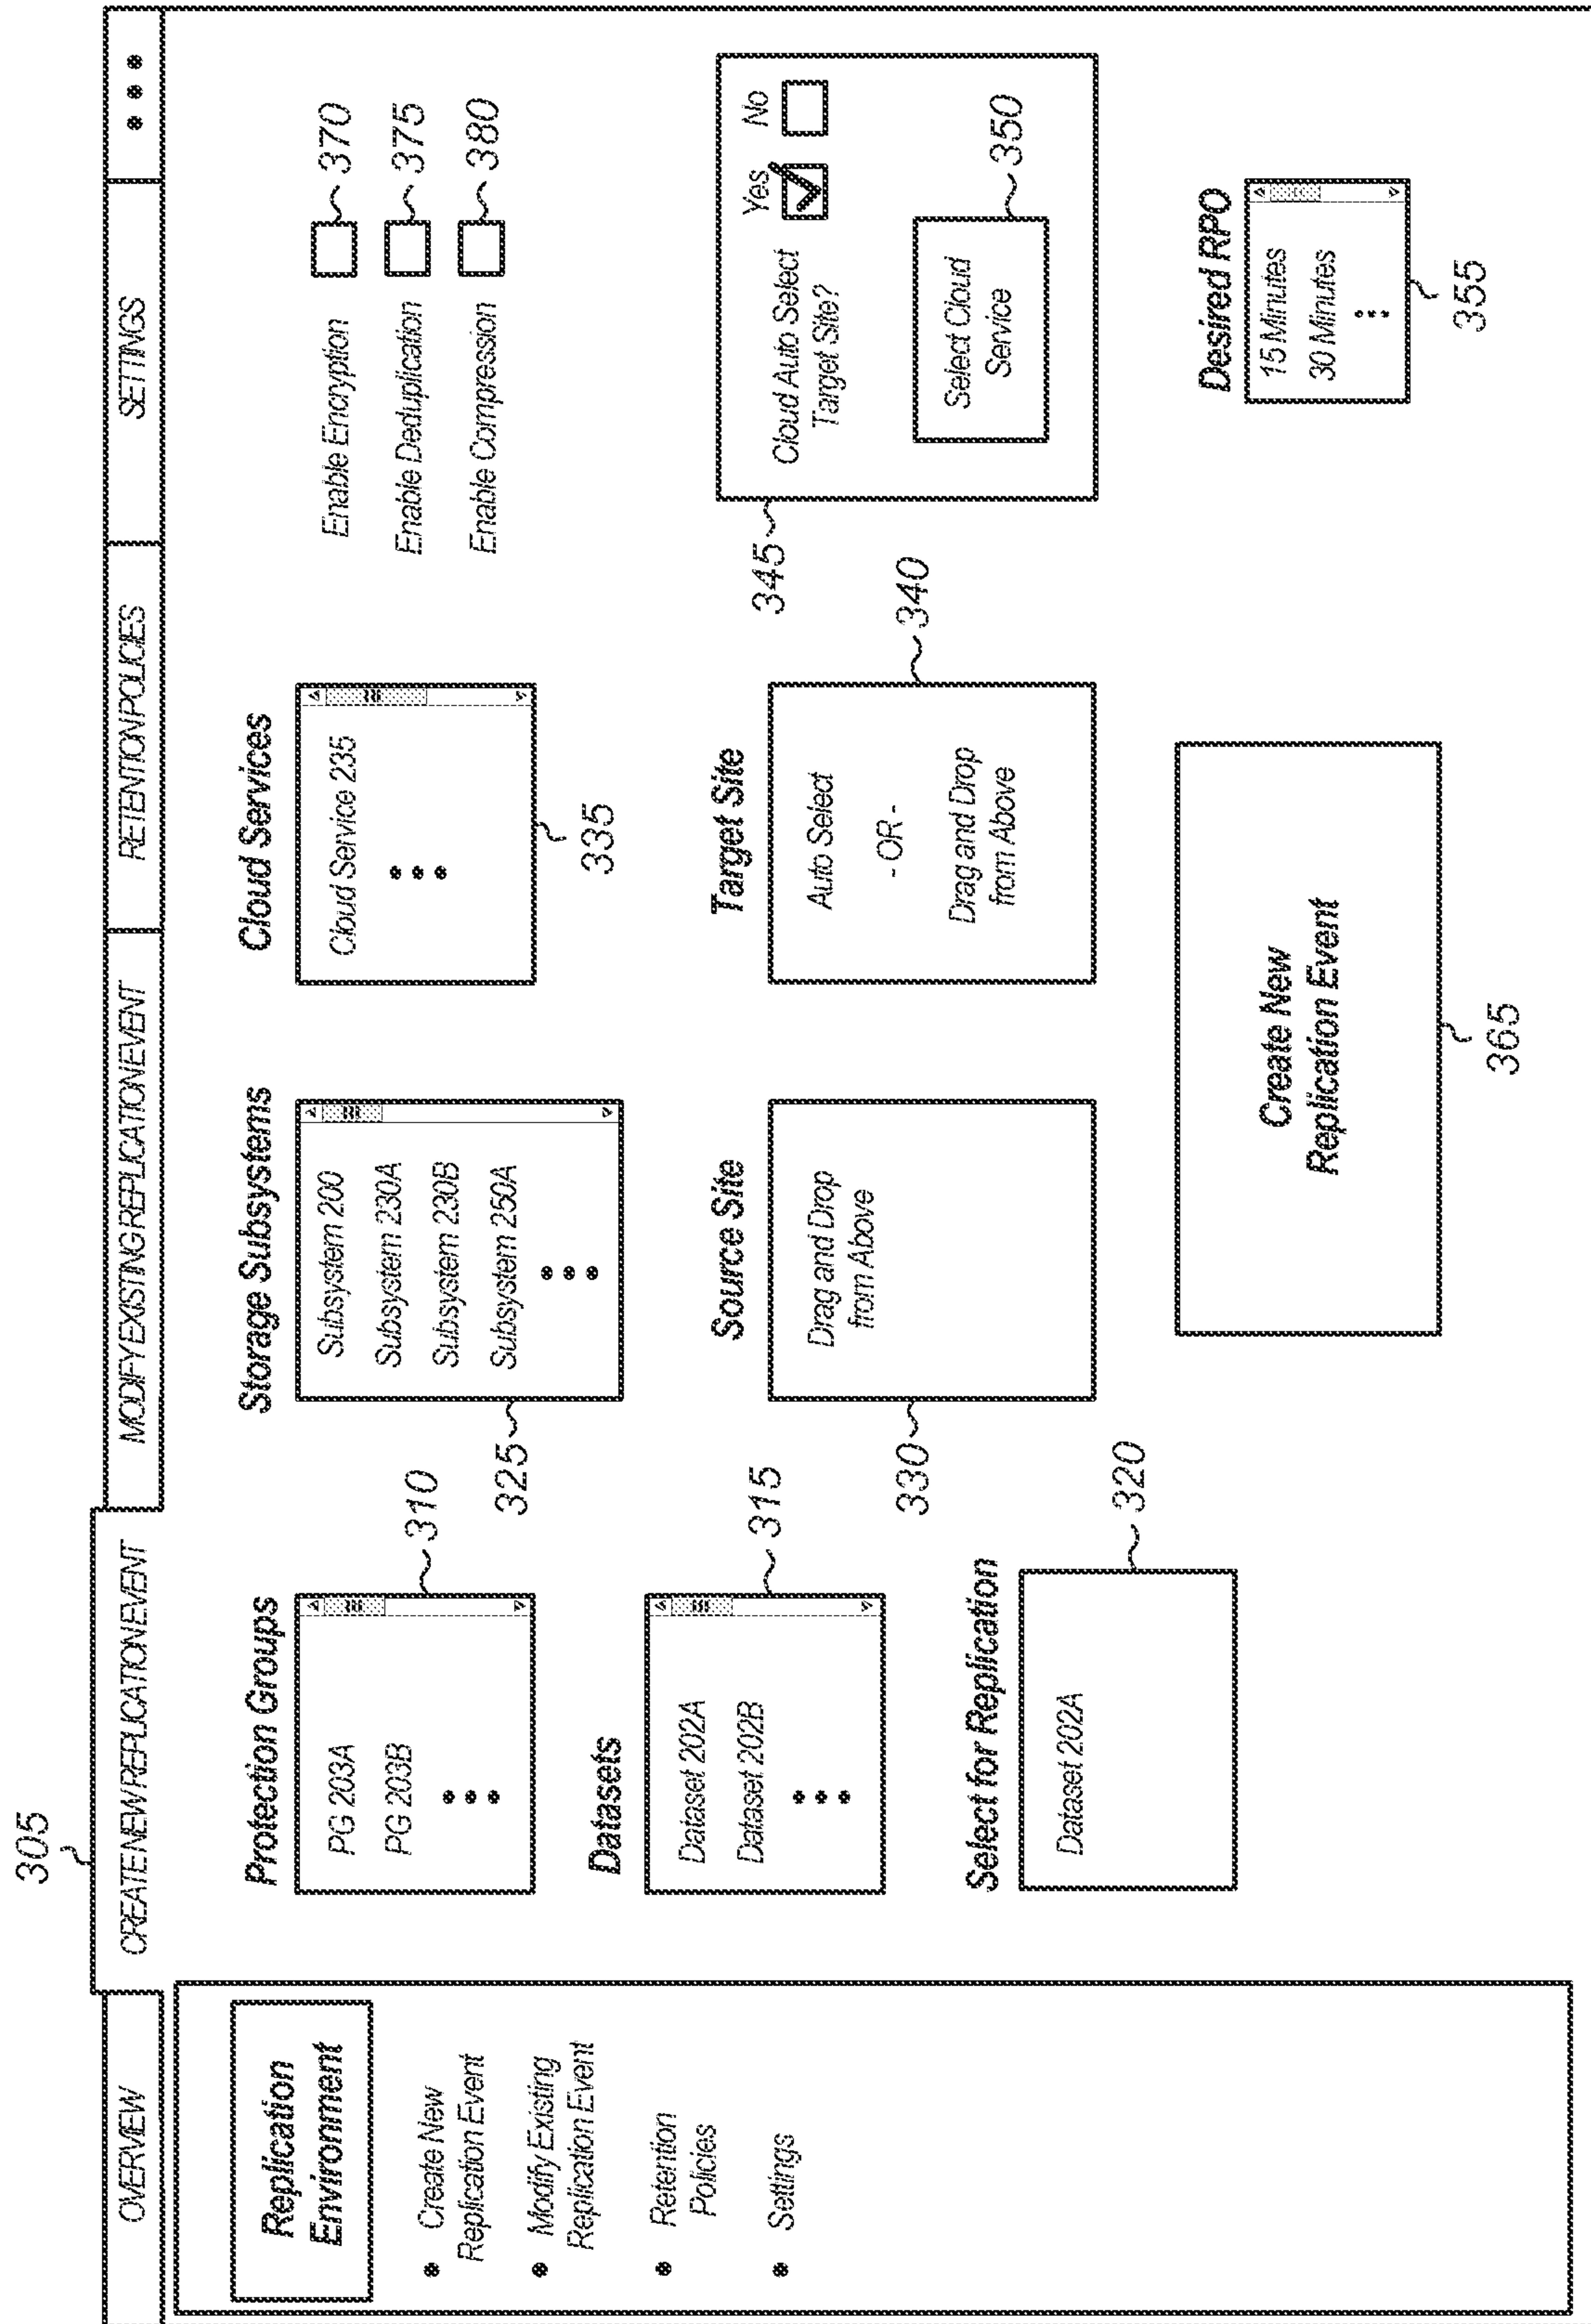 305
OVERVIEW
CREATE NEW REPLICATION EVENT
MODIFY EXISTING REPLICATION EVENT
RETENTION POLICIES
SETTINGS
Replication
Environment
Create New
Replication Event
Modify Existing
Replication Event
Retention
Policies
Settings
Protection Groups
PG 203A
PG 203B
310
Datasets
Dataset 202A
Dataset 202B
315
Select for Replication
Dataset 202A
320
Storage Subsystems
Subsystem 200
Subsystem 230A
Subsystem 230B
Subsystem 250A
325
Source Site
Drag and Drop
from Above
330
Cloud Services
Cloud Service 235
335
Target Site
Auto Select
- OR -
Drag and Drop
from Above
340
Create New
Replication Event
365
Enable Encryption
370
Enable Deduplication
375
Enable Compression
380
345
Yes No
Cloud Auto Select
Target Site?
Select Cloud
Service
350
Desired RPO
15 Minutes
30 Minutes
355